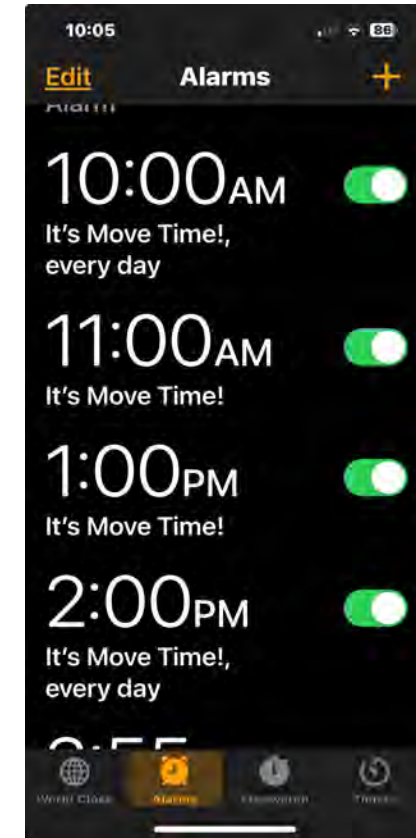 10:05
86
Edit
Alarms
+
Alarm
10:00AM
It's Move Time!,
every day
11:00AM
It's Move Time!
1:00PM
It's Move Time!
2:00PM
It's Move Time!,
every day
World Clock
Alarms
Stopwatch
Timers